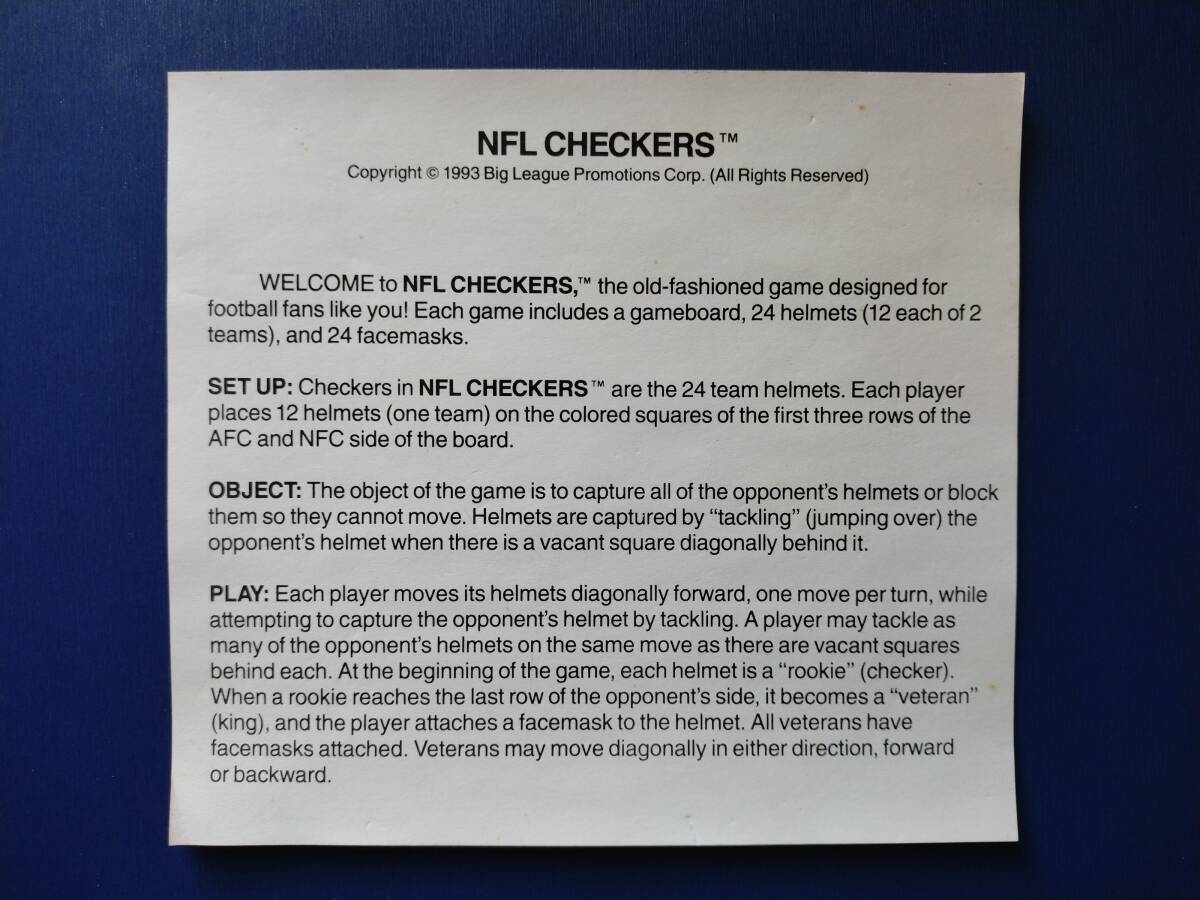 NFL CHECKERS™
Copyright © 1993 Big League Promotions Corp. (All Rights Reserved)
WELCOME to NFL CHECKERS,™ the old-fashioned game designed for
football fans like you! Each game includes a gameboard, 24 helmets (12 each of 2
teams), and 24 facemasks.
SET UP: Checkers in NFL CHECKERS™ are the 24 team helmets. Each player
places 12 helmets (one team) on the colored squares of the first three rows of the
AFC and NFC side of the board.
OBJECT: The object of the game is to capture all of the opponent's helmets or block
them so they cannot move. Helmets are captured by “tackling” (jumping over) the
opponent's helmet when there is a vacant square diagonally behind it.
PLAY: Each player moves its helmets diagonally forward, one move per turn, while
attempting to capture the opponent's helmet by tackling. A player may tackle as
many of the opponent's helmets on the same move as there are vacant squares
behind each. At the beginning of the game, each helmet is a “rookie” (checker).
When a rookie reaches the last row of the opponent's side, it becomes a “veteran”
(king), and the player attaches a facemask to the helmet. All veterans have
facemasks attached. Veterans may move diagonally in either direction, forward
or backward.